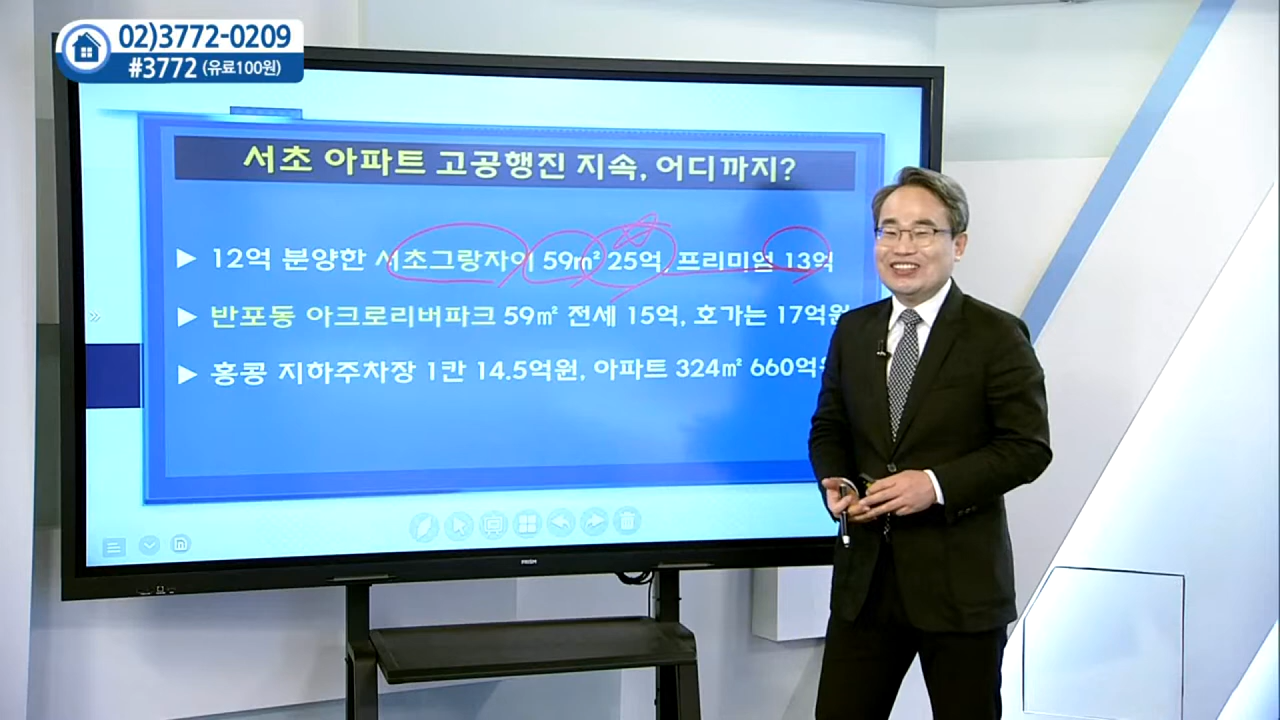 02)3772-0209
#3772 (유료100원)
서초 아파트 고공행진 지속, 어디까지?
▶ 12억 분양한 서초그랑자이 59㎡ 25억, 프리미엄 13억
▶ 반포동 아크로리버파크 59㎡ 전세 15억, 호가는 17억원
▶ 홍콩 지하주차장 1칸 14.5억원, 아파트 324㎡ 660억
PRISM